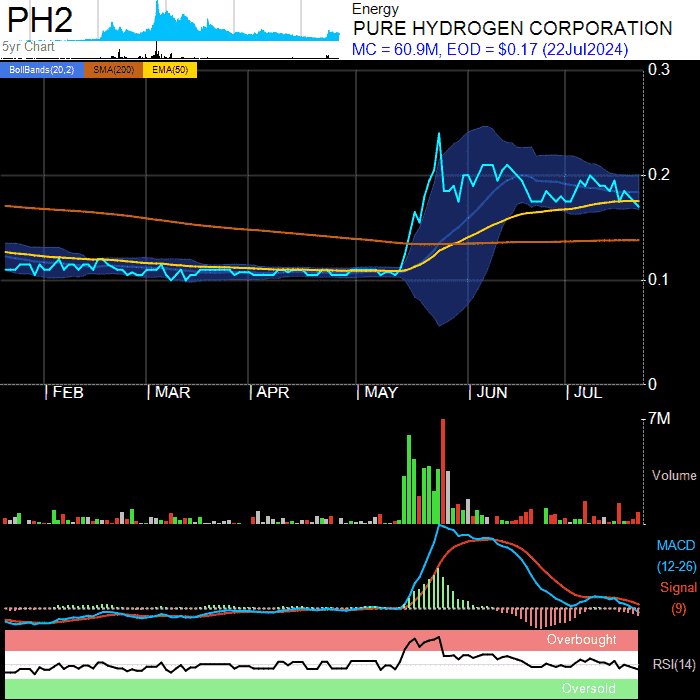 PH2
5yr Chart
Energy
PURE HYDROGEN CORPORATION
MC = 60.9M, EOD = $0.17 (22Jul2024)
BollBands(20,2) SMA(200) EMA(50)
0.3
0.2
0.1
0
FEB MAR APR MAY JUN JUL
7M
Volume
MACD
(12-26)
Signal
(9)
Overbought
RSI(14)
Oversold